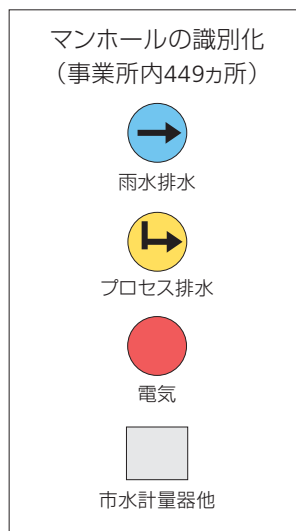 マンホールの識別化
（事業所内449ヵ所）
雨水排水
プロセス排水
電気
市水計量器他